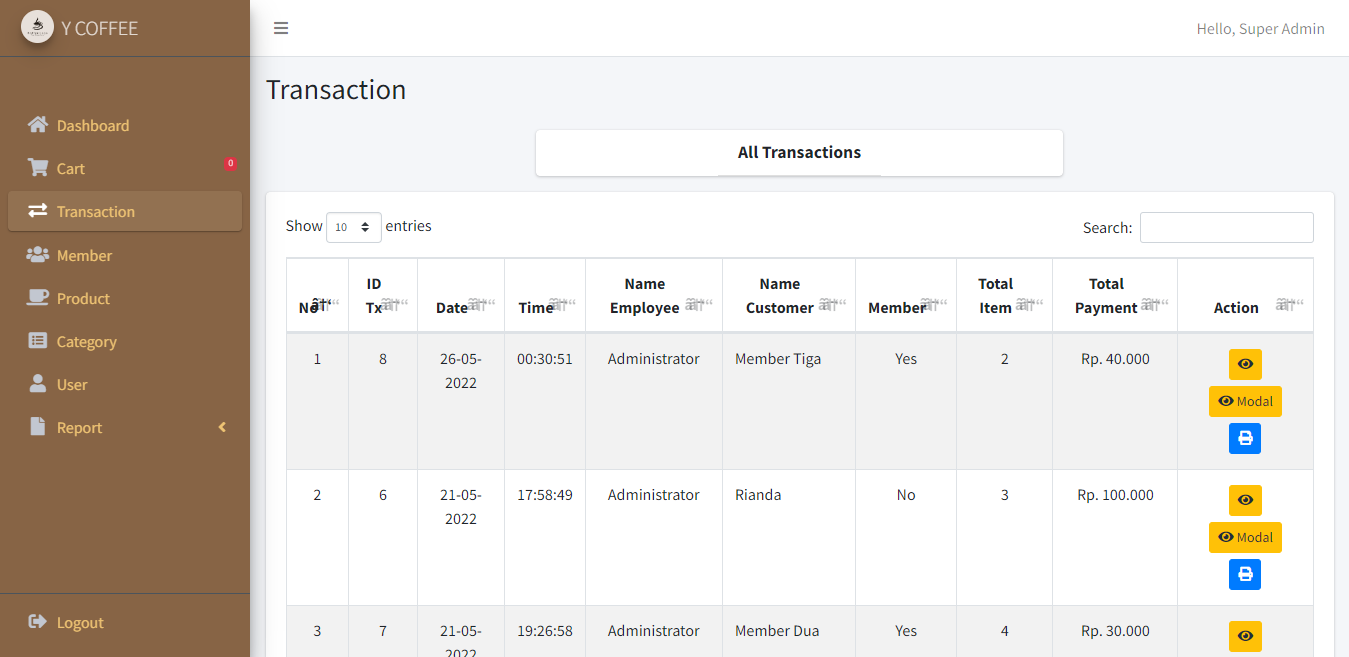 Y COFFEE
Hello, Super Admin
Dashboard
Cart 0
Transaction
Member
Product
Category
User
Report
Logout
Transaction
All Transactions
Show 10 entries
Search:
No
ID Tx
Date
Time
Name Employee
Name Customer
Member
Total Item
Total Payment
Action
1 8 26-05-2022 00:30:51 Administrator Member Tiga Yes 2 Rp. 40.000
Modal
2 6 21-05-2022 17:58:49 Administrator Rianda No 3 Rp. 100.000
Modal
3 7 21-05-2022 19:26:58 Administrator Member Dua Yes 4 Rp. 30.000